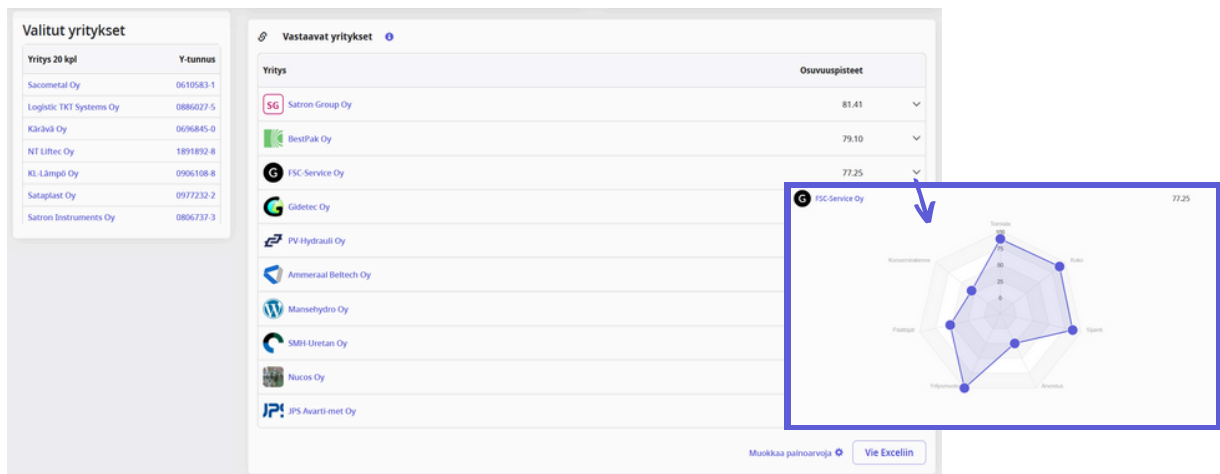 Valitut yritykset
Yritys 20 kpl Y-tunnus
Sacometal Oy 0610583-1
Logistic TKT Systems Oy 0886027-5
Kärävä Oy 0696845-0
NT Liftec Oy 1891892-8
KL-Lämpö Oy 0906108-8
Sataplast Oy 0977232-2
Satron Instruments Oy 0806737-3
Vastaavat yritykset
Yritys Osuvuuspisteet
SG Satron Group Oy 81.41
BestPak Oy 79.10
G FSC-Service Oy 77.25
Gidetec Oy
PV-Hydrauli Oy
Ammeraal Beltech Oy
Mansehydro Oy
SMH-Uretan Oy
Nucos Oy
JPS Avarti-met Oy
Muokkaa painoarvoja Vie Exceliin
G FSC-Service Oy 77.25
Toimiala
100
75
50
25
0
Koko
Sijainti
Päättäjät